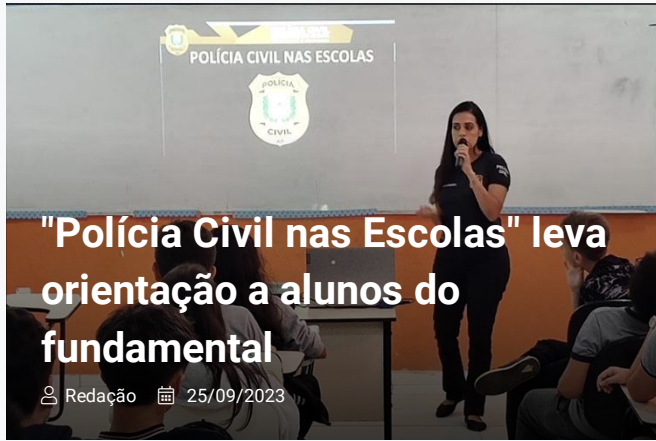 POLÍCIA CIVIL NAS ESCOLAS
POLÍCIA
CIVIL
"Polícia Civil nas Escolas" leva
orientação a alunos do
fundamental
Redação 25/09/2023